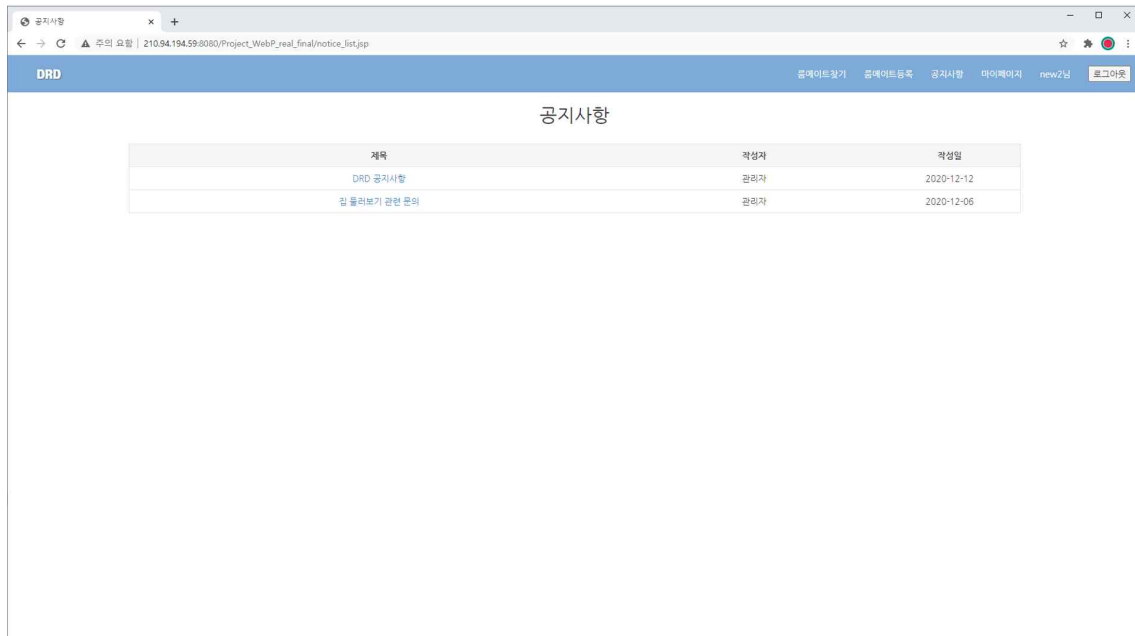 공지사항
주의 요함 | 210.94.194.59:8080/Project_WebP_real_final/notice_list.jsp
DRD 룸메이트찾기 룸메이트등록 공지사항 마이페이지 new2님 로그아웃
공지사항
제목 작성자 작성일
DRD 공지사항 관리자 2020-12-12
집 둘러보기 관련 문의 관리자 2020-12-06